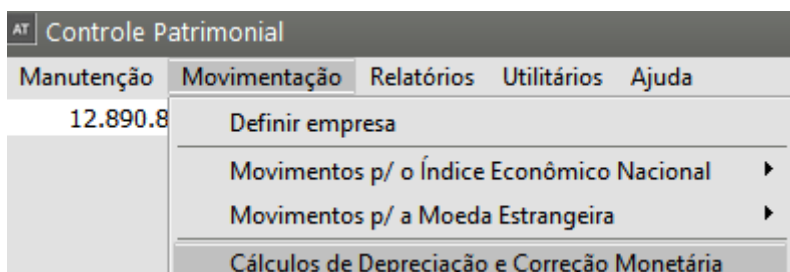 AT Controle Patrimonial
Manutenção Movimentação Relatórios Utilitários Ajuda
12.890.8
Definir empresa
Movimentos p/ o Índice Econômico Nacional
Movimentos p/ a Moeda Estrangeira
Cálculos de Depreciação e Correção Monetária